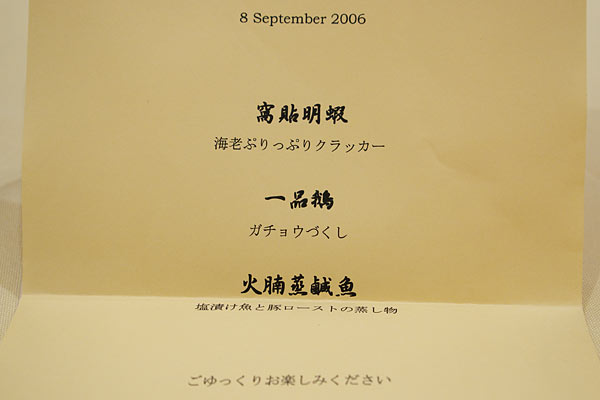 8 September 2006
窩貼明蝦
海老ぷりっぷりクラッカー
一品鵝
ガチョウづくし
火腩蒸鹹魚
塩漬け魚と豚ローストの蒸し物
ごゆっくりお楽しみください